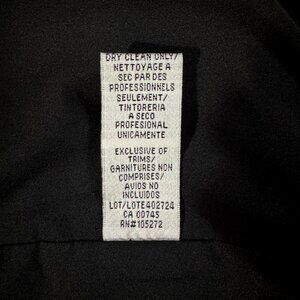 DRY CLEAN ONLY/
NETTOYAGE A
SEC PAR DES
PROFESSIONNELS
SEULEMENT/
TINTORERIA
A SECO
PROFESIONAL
UNICAMENTE
EXCLUSIVE OF
TRIMS/
GARNITURES NON
COMPRISES/
AVIOS NO
INCLUIDOS
LOT/LOTE402724
CA 00745
RN#105272